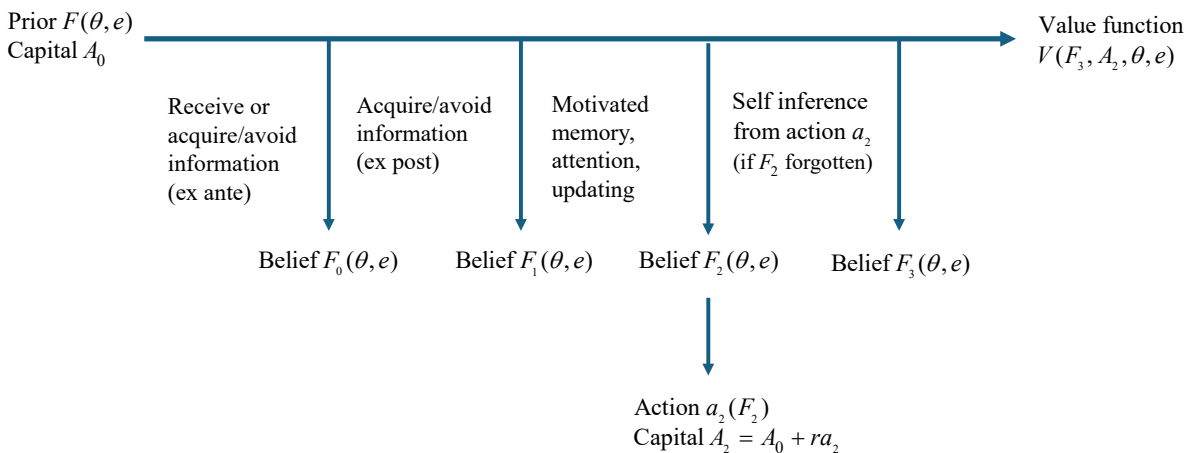 Prior F(θ, e)
Capital A₀
Value function
V(F₃, A₂, θ, e)
Receive or
acquire/avoid
information
(ex ante)
Acquire/avoid
information
(ex post)
Motivated
memory,
attention,
updating
Self inference
from action a₂
(if F₂ forgotten)
Belief F₀(θ, e)
Belief F₁(θ, e)
Belief F₂(θ, e)
Belief F₃(θ, e)
Action a₂(F₂)
Capital A₂ = A₀ + ra₂